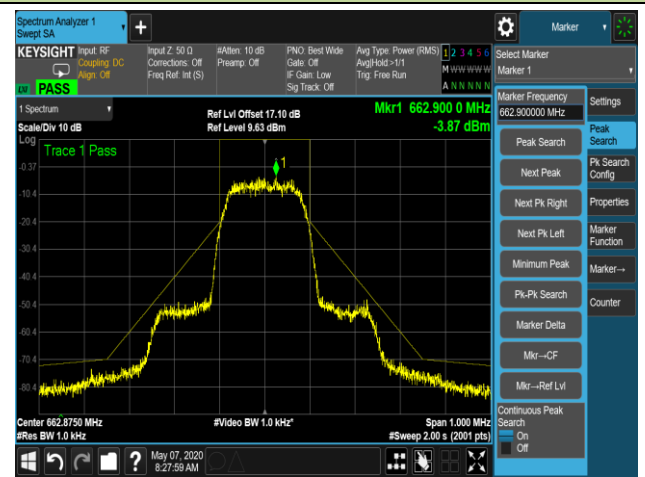 Spectrum Analyzer 1
Swept SA
+
Marker
KEYSIGHT
LXI
PASS
Input: RF
Coupling: DC
Align: Off
Input Z: 50 Ω
Corrections: Off
Freq Ref: Int (S)
#Atten: 10 dB
Preamp: Off
PNO: Best Wide
Gate: Off
IF Gain: Low
Sig Track: Off
Avg Type: Power (RMS)
Avg|Hold:>1/1
Trig: Free Run
1 2 3 4 5 6
M W W W W W
A N N N N N
Select Marker
Marker 1
1 Spectrum
Scale/Div 10 dB
Ref Lvl Offset 17.10 dB
Ref Level 9.63 dBm
Mkr1 662.900 0 MHz
-3.87 dBm
Log
Trace 1 Pass
1
-0.37
-10.4
-20.4
-30.4
-40.4
-50.4
-60.4
-70.4
-80.4
Center 662.8750 MHz
#Res BW 1.0 kHz
#Video BW 1.0 kHz*
Span 1.000 MHz
#Sweep 2.00 s (2001 pts)
Marker Frequency
662.900000 MHz
Peak Search
Next Peak
Next Pk Right
Next Pk Left
Minimum Peak
Pk-Pk Search
Marker Delta
Mkr→CF
Mkr→Ref Lvl
Continuous Peak
Search
On
Off
Settings
Peak
Search
Pk Search
Config
Properties
Marker
Function
Marker→
Counter
?
May 07, 2020
8:27:59 AM